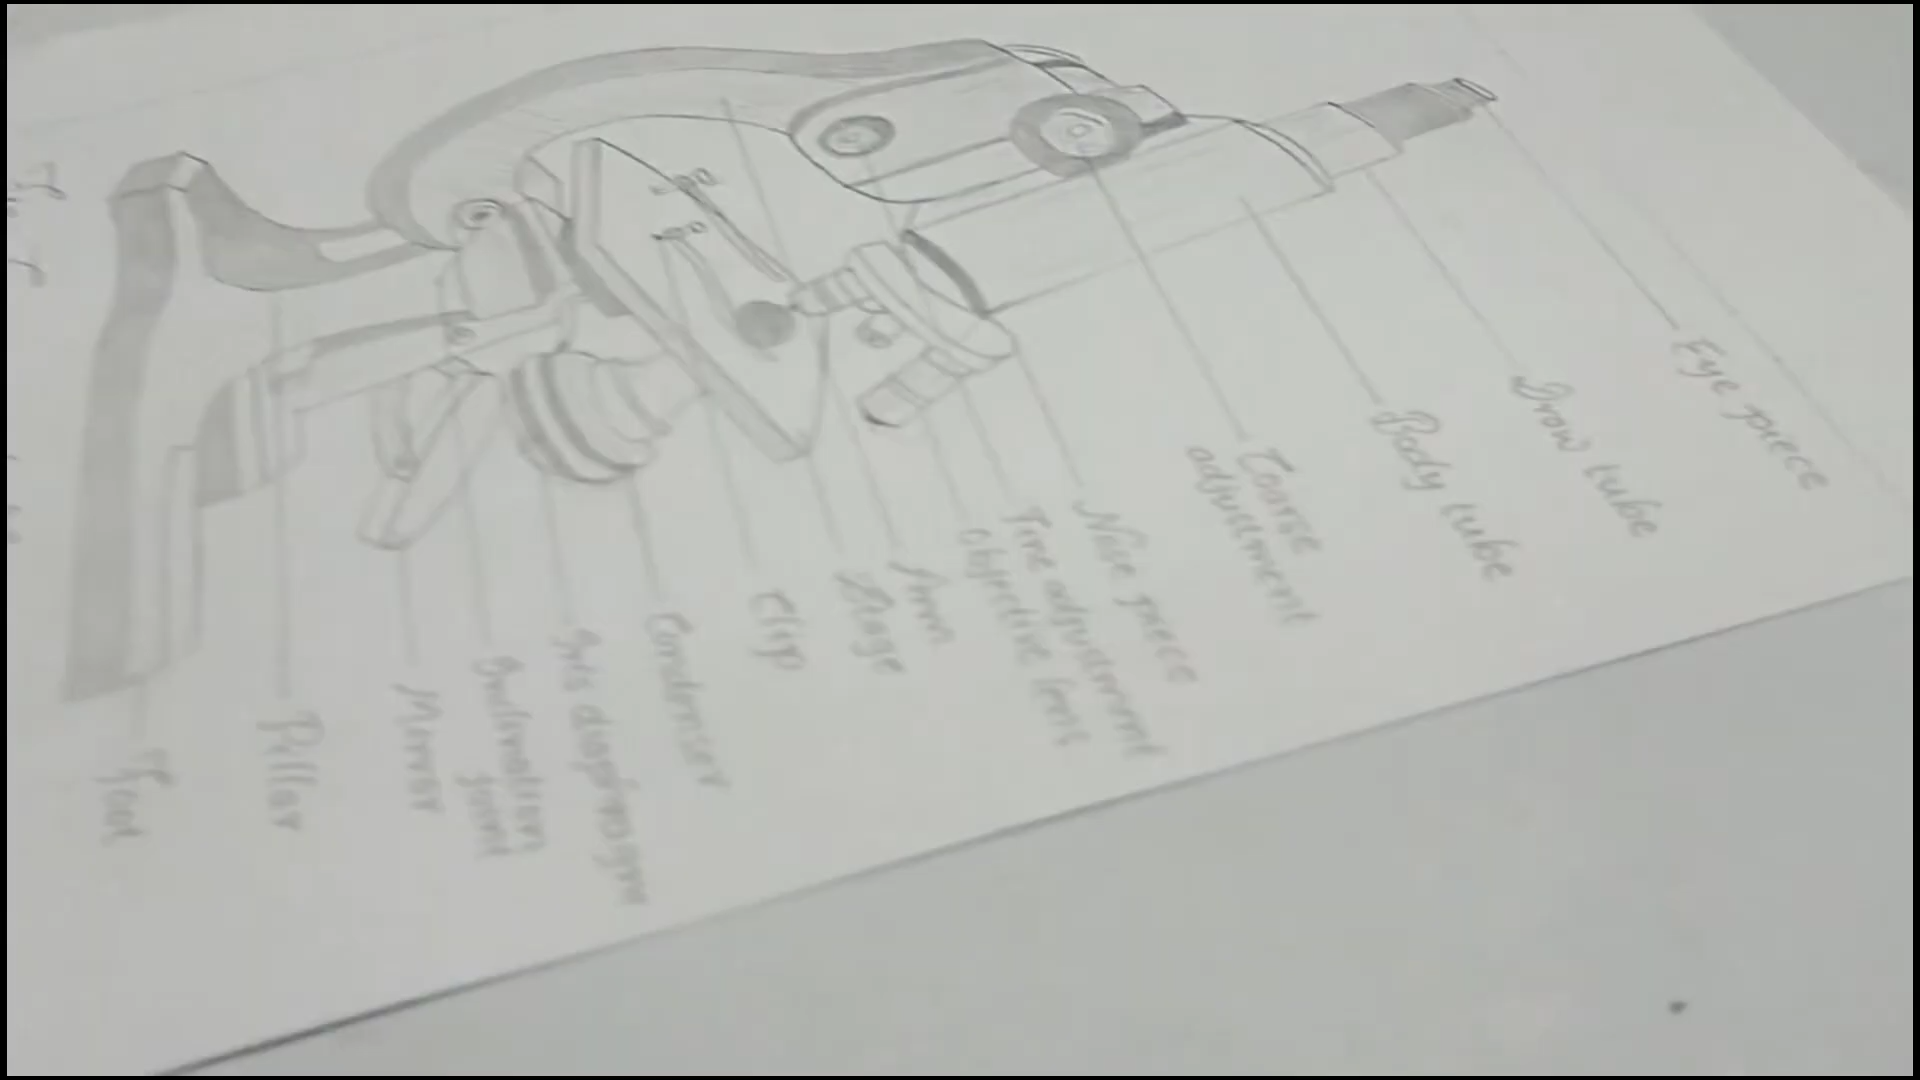 Eye piece
Drow tube
Body tube
Coarse
adjustment
Nose piece
Fine adjustment
Objective lens
Arm
Stage
Clip
Condenser
Iris diaphragm
Inclination
Joint
Mirror
Pillar
Foot